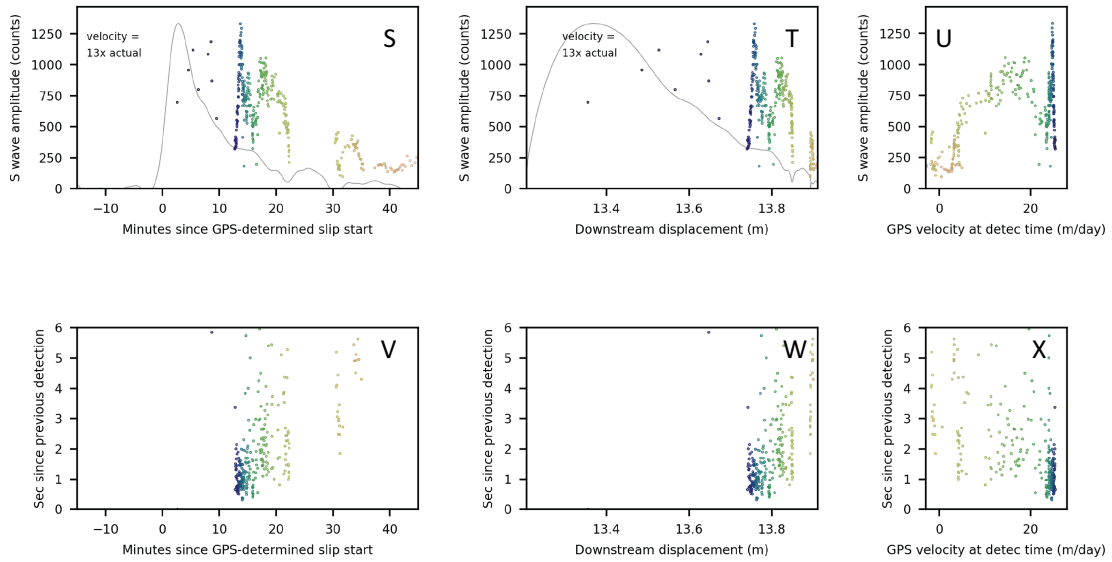 S wave amplitude (counts)
1250
1000
750
500
250
0
velocity =
13x actual
S
−10 0 10 20 30 40
Minutes since GPS-determined slip start
S wave amplitude (counts)
1250
1000
750
500
250
0
velocity =
13x actual
T
13.4 13.6 13.8
Downstream displacement (m)
S wave amplitude (counts)
1250
1000
750
500
250
0
U
0 20
GPS velocity at detec time (m/day)
Sec since previous detection
6
5
4
3
2
1
0
V
−10 0 10 20 30 40
Minutes since GPS-determined slip start
Sec since previous detection
6
5
4
3
2
1
0
W
13.4 13.6 13.8
Downstream displacement (m)
Sec since previous detection
6
5
4
3
2
1
0
X
0 20
GPS velocity at detec time (m/day)